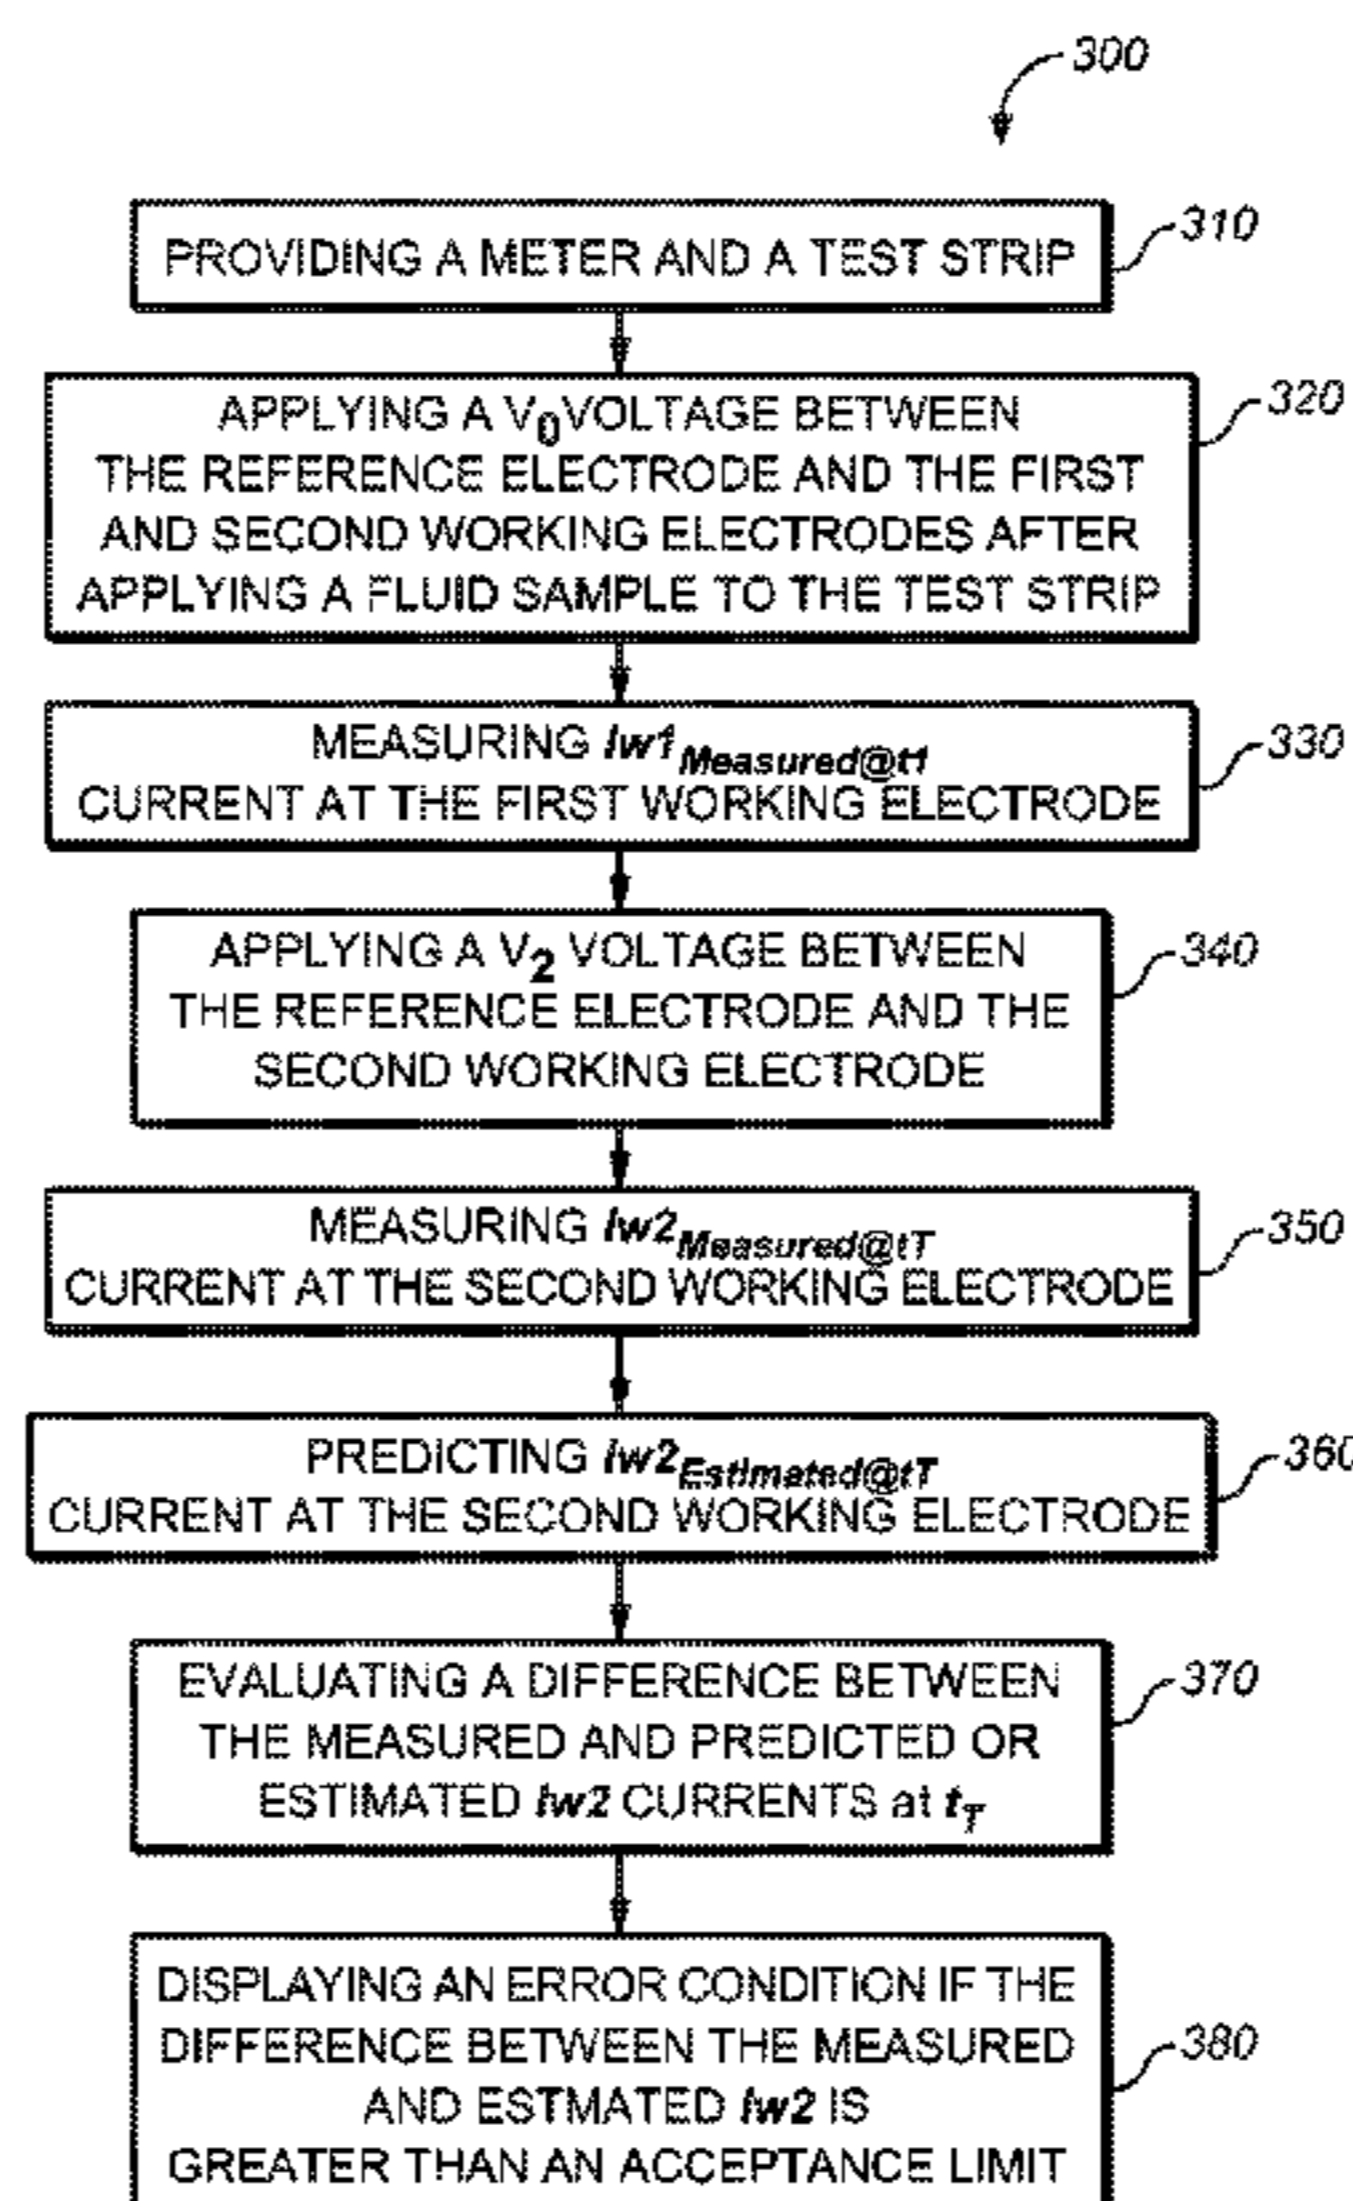 300
PROVIDING A METER AND A TEST STRIP
310
APPLYING A V0 VOLTAGE BETWEEN
THE REFERENCE ELECTRODE AND THE FIRST
AND SECOND WORKING ELECTRODES AFTER
APPLYING A FLUID SAMPLE TO THE TEST STRIP
320
MEASURING Iw1Measured@t1
CURRENT AT THE FIRST WORKING ELECTRODE
330
APPLYING A V2 VOLTAGE BETWEEN
THE REFERENCE ELECTRODE AND THE
SECOND WORKING ELECTRODE
340
MEASURING Iw2Measured@tT
CURRENT AT THE SECOND WORKING ELECTRODE
350
PREDICTING Iw2Estimated@tT
CURRENT AT THE SECOND WORKING ELECTRODE
360
EVALUATING A DIFFERENCE BETWEEN
THE MEASURED AND PREDICTED OR
ESTIMATED Iw2 CURRENTS at tT
370
DISPLAYING AN ERROR CONDITION IF THE
DIFFERENCE BETWEEN THE MEASURED
AND ESTMATED Iw2 IS
GREATER THAN AN ACCEPTANCE LIMIT
380